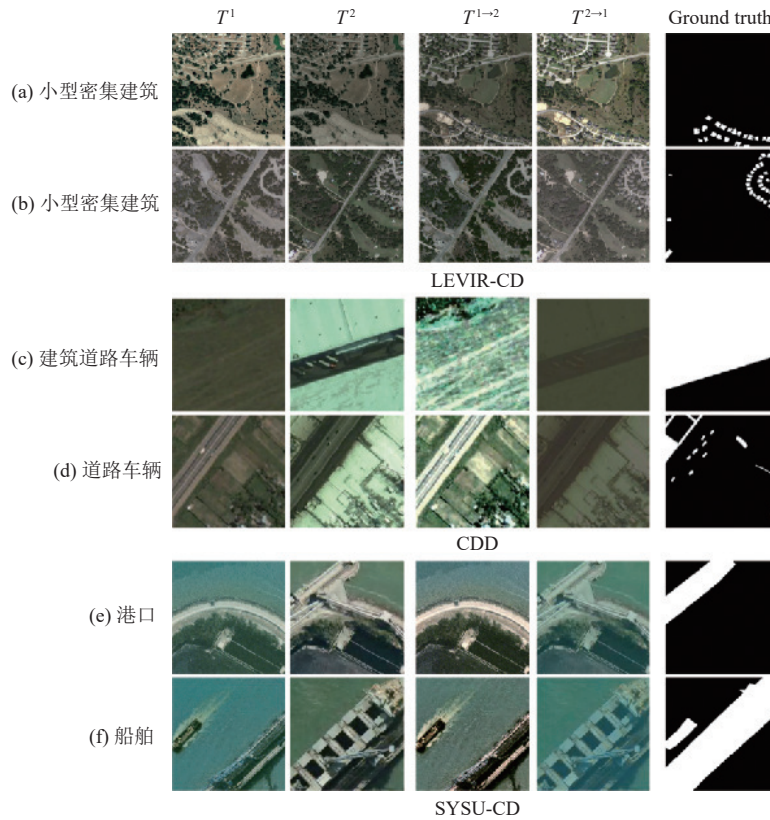 T¹ T² T¹→² T²→¹ Ground truth
(a) 小型密集建筑
(b) 小型密集建筑
LEVIR-CD
(c) 建筑道路车辆
(d) 道路车辆
CDD
(e) 港口
(f) 船舶
SYSU-CD